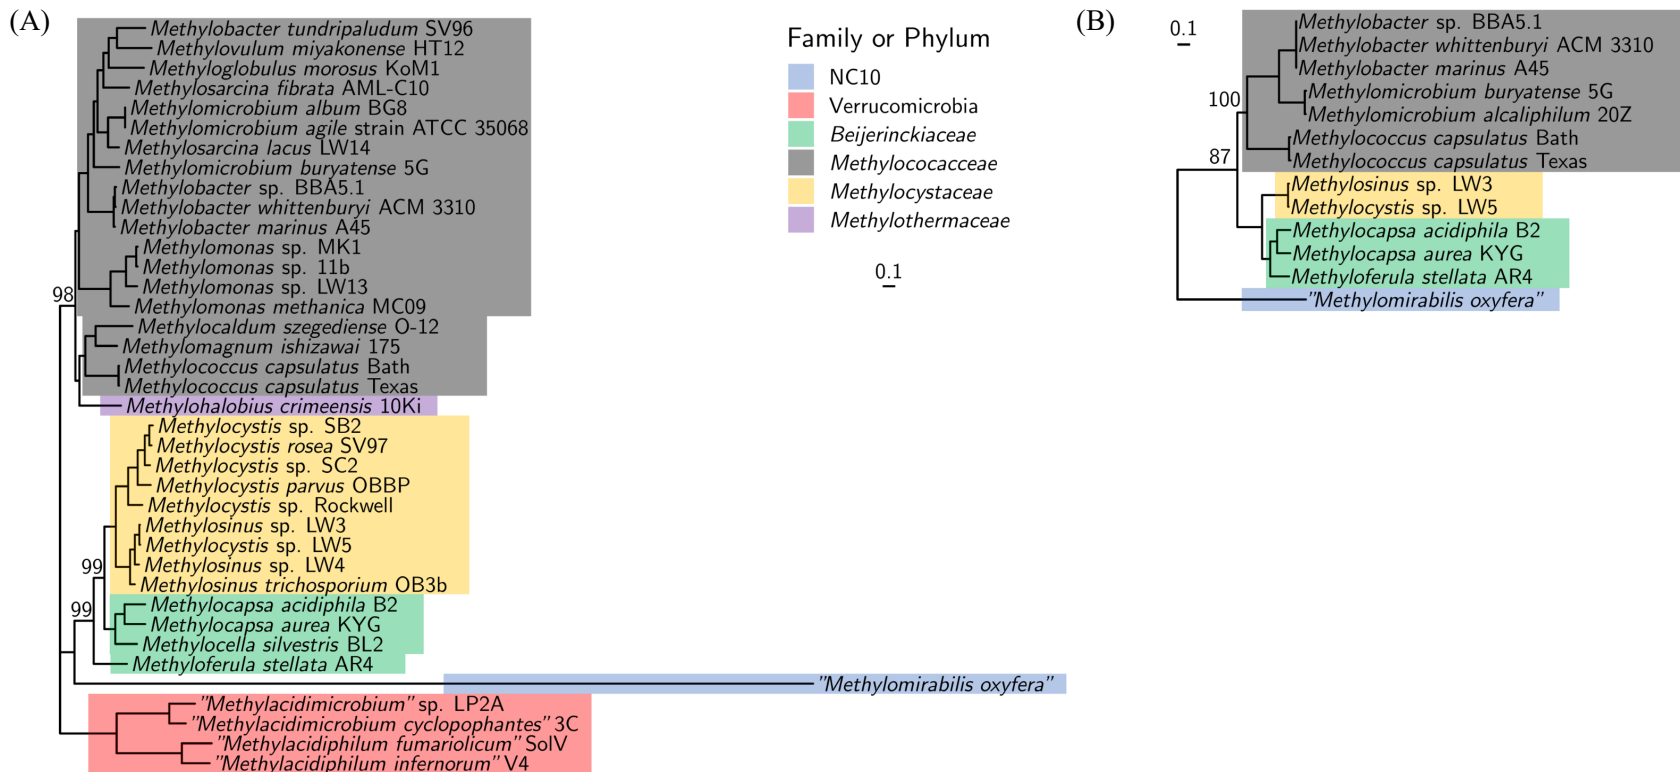 (A)
Methylobacter tundripaludum SV96
Methylovulum miyakonense HT12
Methyloglobulus morosus KoM1
Methylosarcina fibrata AML-C10
Methylomicrobium album BG8
Methylomicrobium agile strain ATCC 35068
Methylosarcina lacus LW14
Methylomicrobium buryatense 5G
Methylobacter sp. BBA5.1
Methylobacter whittenburyi ACM 3310
Methylobacter marinus A45
Methylomonas sp. MK1
Methylomonas sp. 11b
Methylomonas sp. LW13
Methylomonas methanica MC09
98
Methylocaldum szegediense O-12
Methylomagnum ishizawai 175
Methylococcus capsulatus Bath
Methylococcus capsulatus Texas
Methylohalobius crimeensis 10Ki
Methylocystis sp. SB2
Methylocystis rosea SV97
Methylocystis sp. SC2
Methylocystis parvus OBBP
Methylocystis sp. Rockwell
Methylosinus sp. LW3
Methylocystis sp. LW5
Methylosinus sp. LW4
99
Methylosinus trichosporium OB3b
99
Methylocapsa acidiphila B2
Methylocapsa aurea KYG
Methylocella silvestris BL2
Methyloferula stellata AR4
"Methylomirabilis oxyfera"
"Methylacidimicrobium" sp. LP2A
"Methylacidimicrobium cyclopophantes" 3C
"Methylacidiphilum fumariolicum" SolV
"Methylacidiphilum infernorum" V4
Family or Phylum
NC10
Verrucomicrobia
Beijerinckiaceae
Methylococacceae
Methylocystaceae
Methylothermaceae
0.1
(B)
0.1
Methylobacter sp. BBA5.1
Methylobacter whittenburyi ACM 3310
Methylobacter marinus A45
Methylomicrobium buryatense 5G
100
Methylomicrobium alcaliphilum 20Z
Methylococcus capsulatus Bath
87
Methylococcus capsulatus Texas
Methylosinus sp. LW3
Methylocystis sp. LW5
Methylocapsa acidiphila B2
Methylocapsa aurea KYG
Methyloferula stellata AR4
"Methylomirabilis oxyfera"